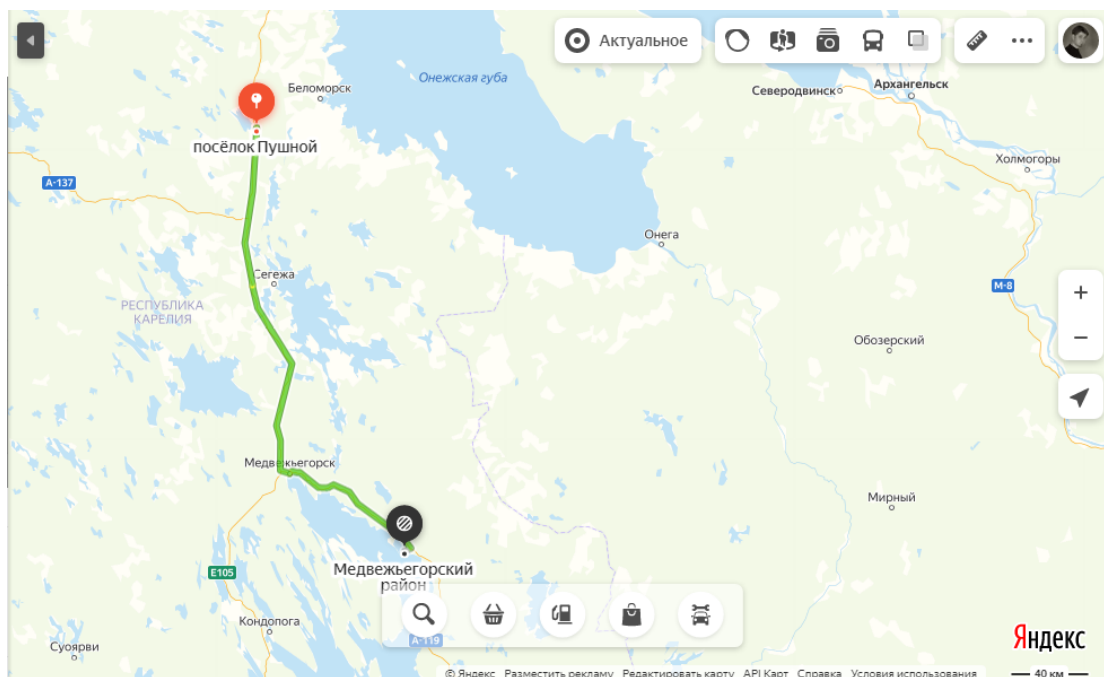 Актуальное
Онежская губа
Беломорск
Северодвинск
Архангельск
посёлок Пушной
Холмогоры
А-137
Онега
Сегежа
М-8
РЕСПУБЛИКА
КАРЕЛИЯ
Обозерский
Медвежьегорск
Мирный
Медвежьегорский
район
E105
Кондопога
А-119
Суоярви
Яндекс
© Яндекс Разместить рекламу Редактировать карту API Карт Справка Условия использования 40 км